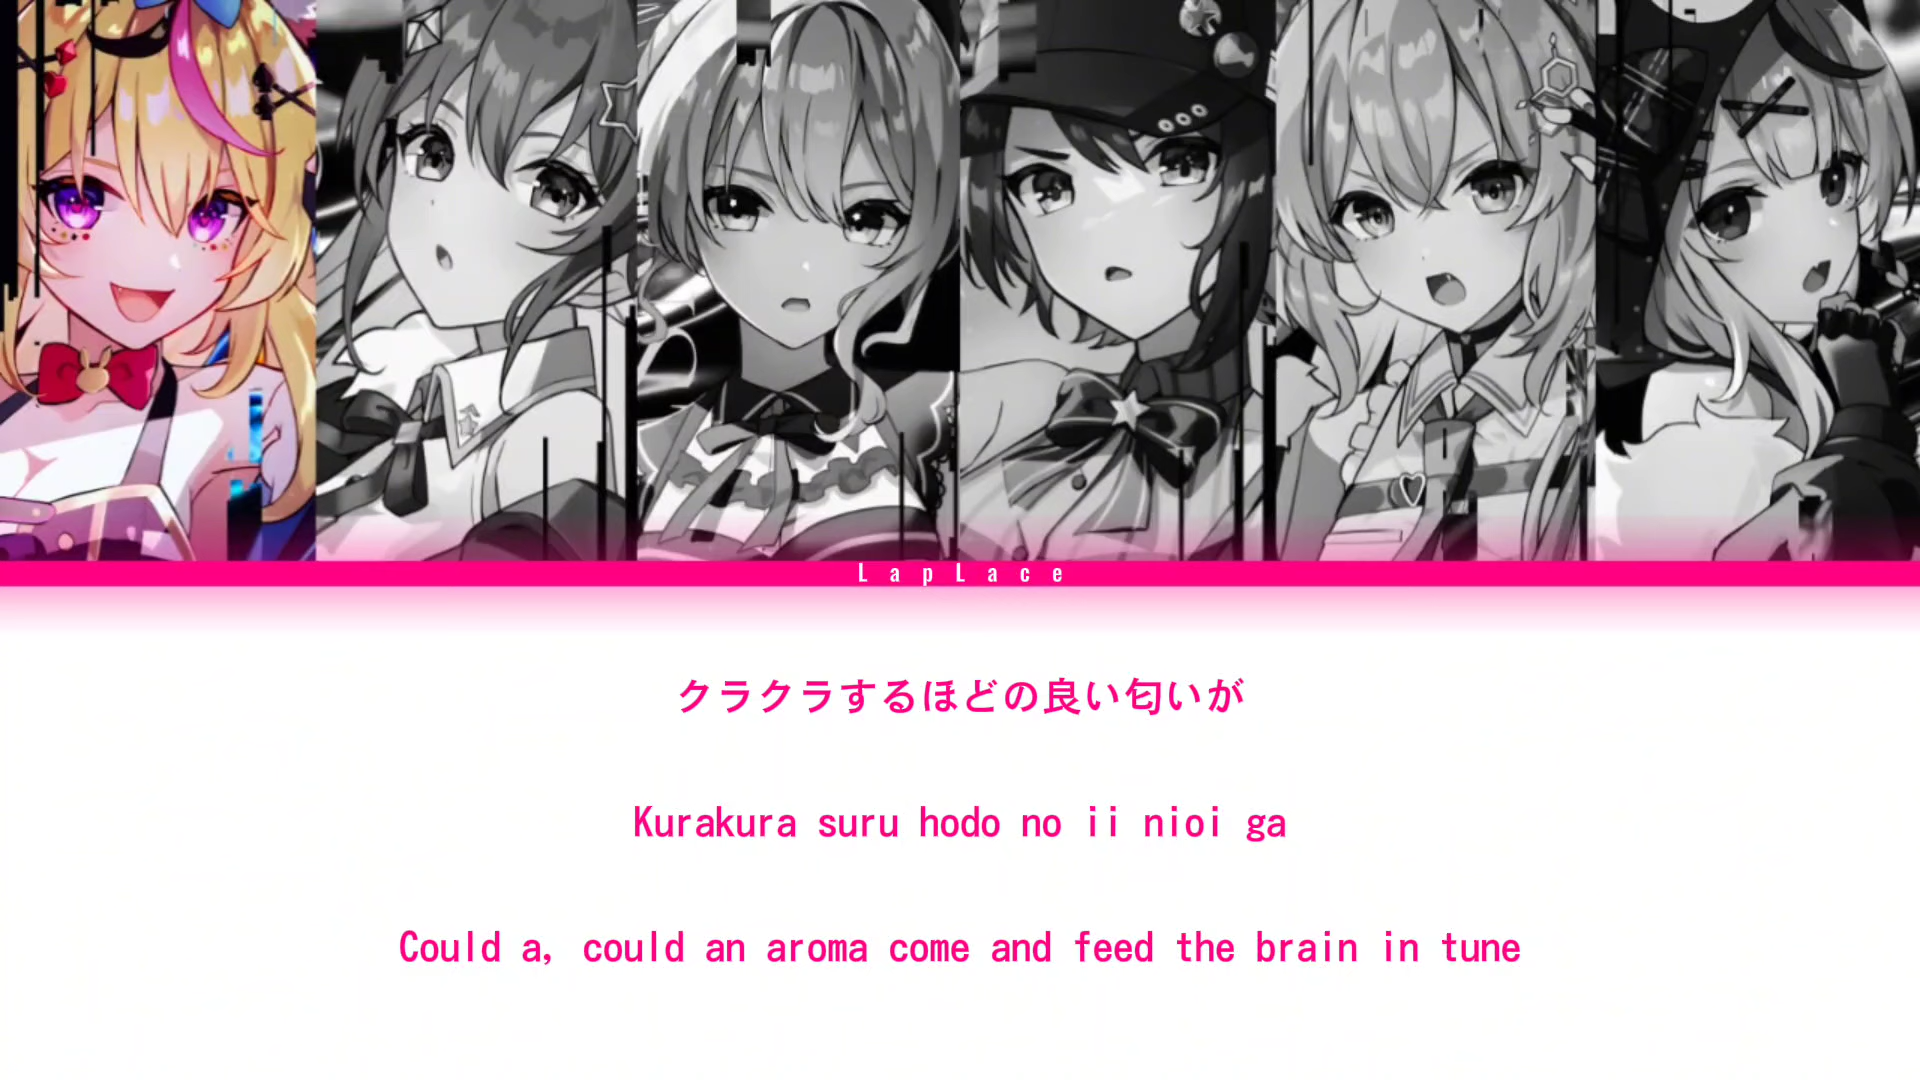 LapLace
クラクラするほどの良い匂いが
Kurakura suru hodo no ii nioi ga
Could a, could an aroma come and feed the brain in tune